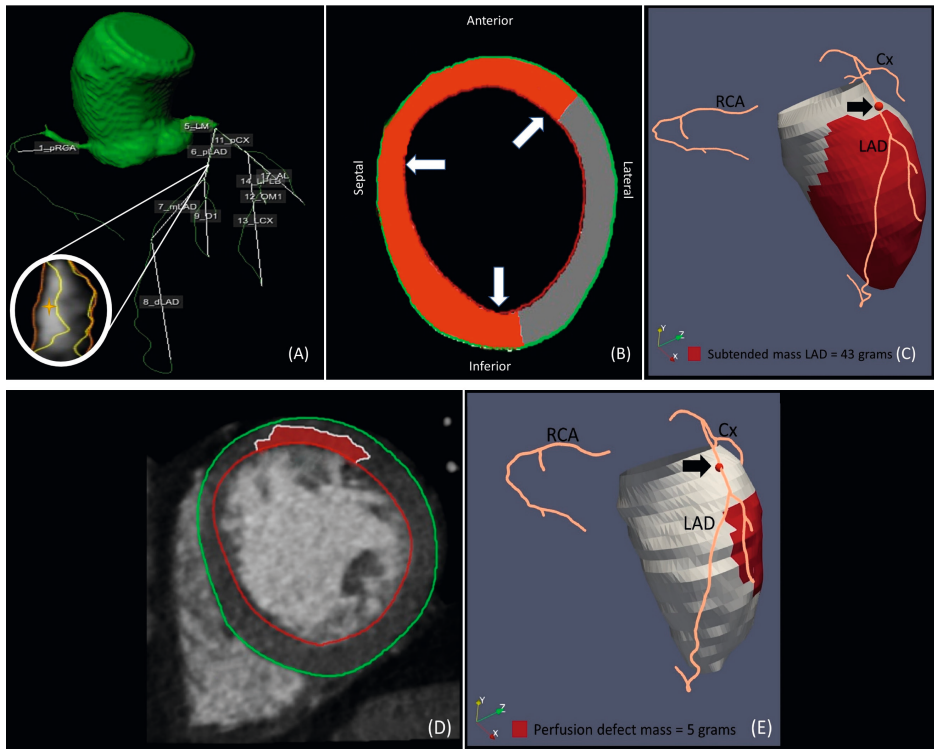 5_LM
11_pCX
1_pRCA
6_pLAD
17_AL
12_OM1
7_mLAD
9_D1
13_LCX
8_dLAD
(A)
Anterior
Septal
Lateral
Inferior
(B)
Cx
RCA
LAD
Y
Z
X
Subtended mass LAD = 43 grams
(C)
(D)
RCA
Cx
LAD
Y
Z
X
Perfusion defect mass = 5 grams
(E)